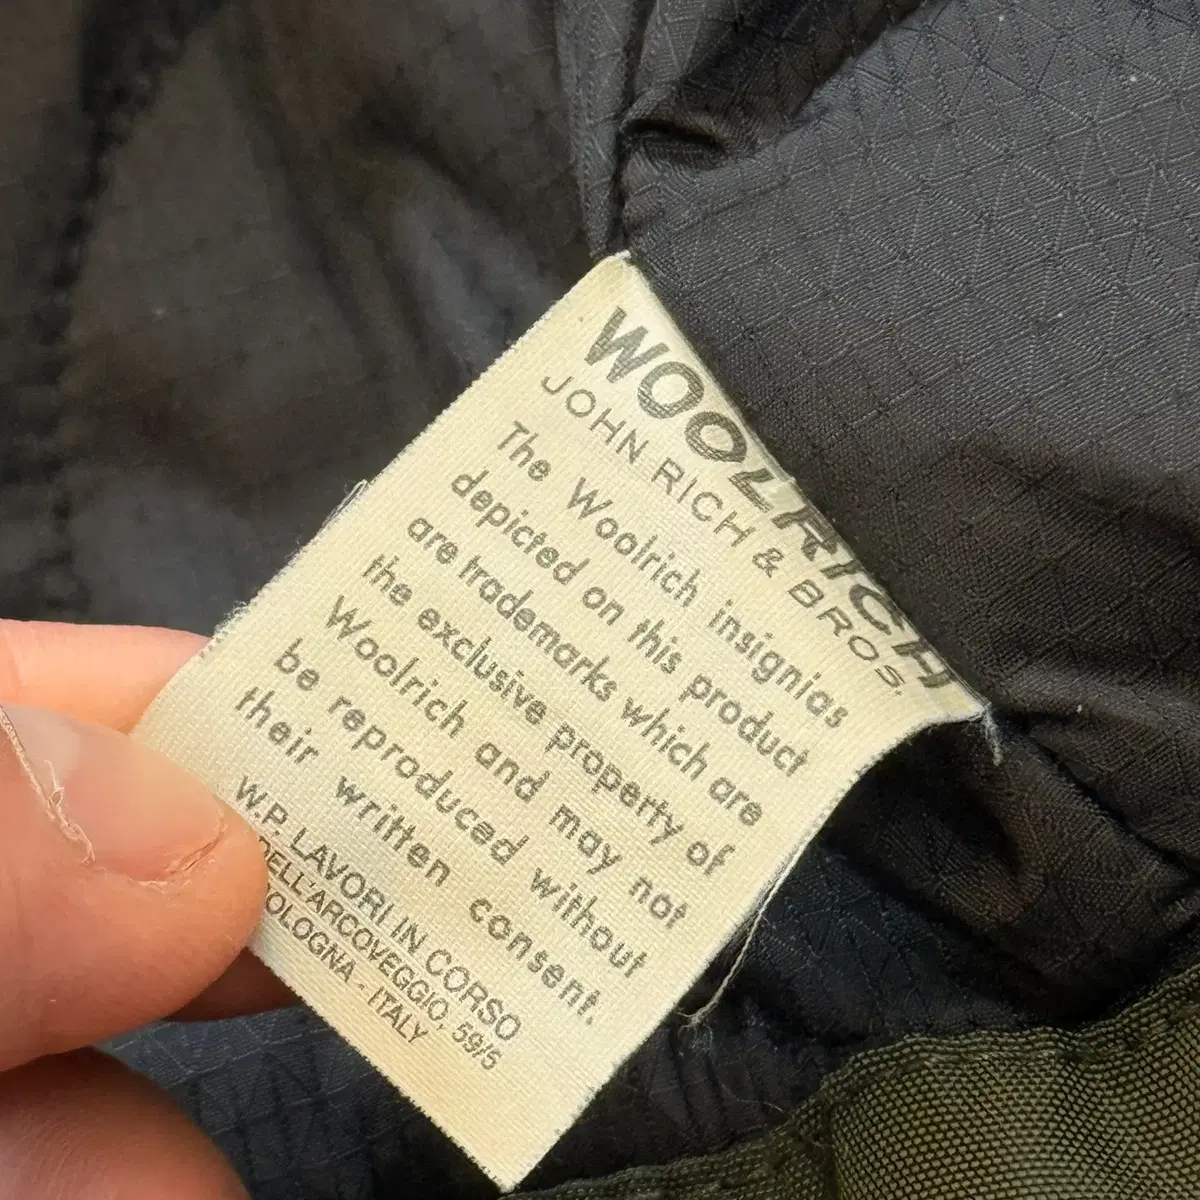 WOOLRICH
JOHN RICH & BROS.
The Woolrich insignias
depicted on this product
are trademarks which are
the exclusive property of
Woolrich and may not
be reproduced without
their written consent.
W.P. LAVORI IN CORSO
DELL'ARCOVEGGIO, 59/5
OLOGNA - ITALY